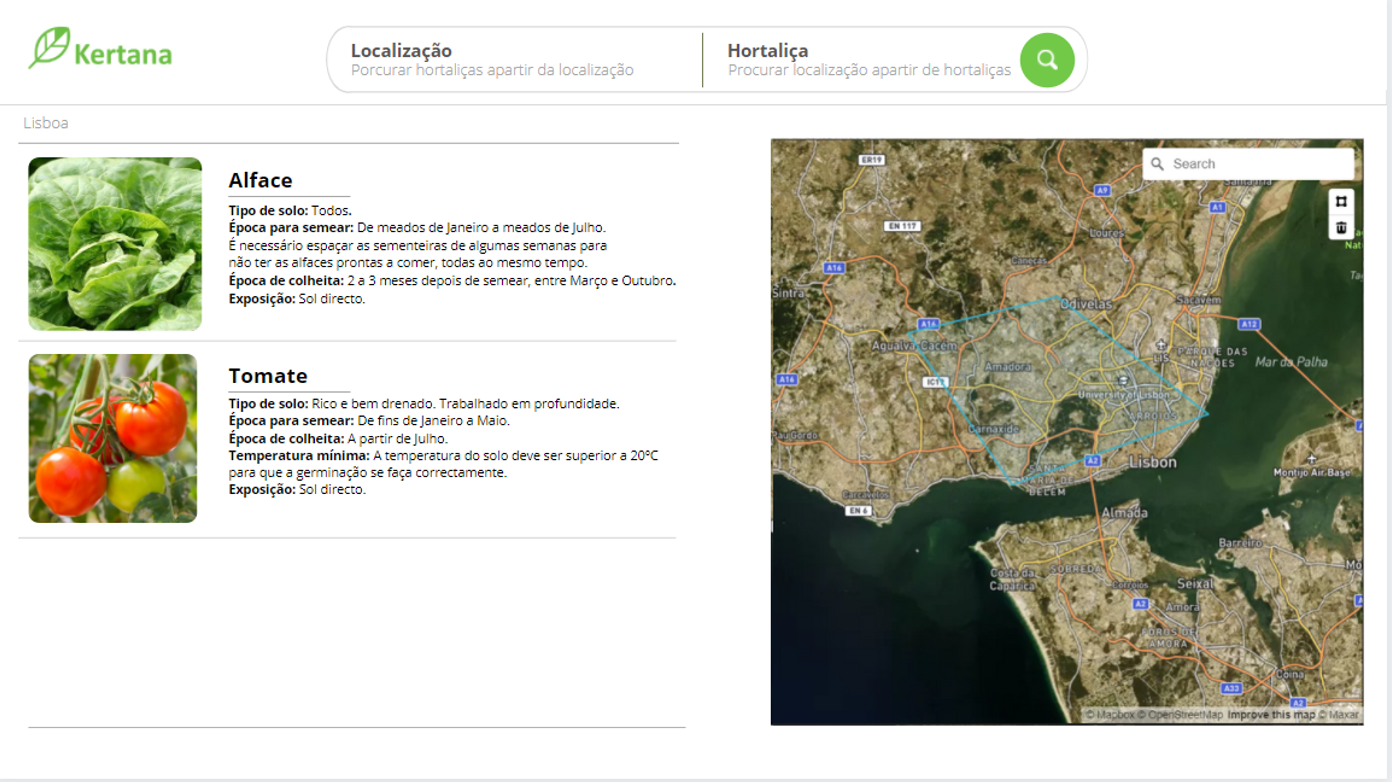 Kertana
Localização
Porcurar hortaliças apartir da localização
Hortaliça
Procurar localização apartir de hortaliças
Lisboa
Alface
Tipo de solo: Todos.
Época para semear: De meados de Janeiro a meados de Julho.
É necessário espaçar as sementeiras de algumas semanas para
não ter as alfaces prontas a comer, todas ao mesmo tempo.
Época de colheita: 2 a 3 meses depois de semear, entre Março e Outubro.
Exposição: Sol directo.
Tomate
Tipo de solo: Rico e bem drenado. Trabalhado em profundidade.
Época para semear: De fins de Janeiro a Maio.
Época de colheita: A partir de Julho.
Temperatura mínima: A temperatura do solo deve ser superior a 20ºC
para que a germinação se faça correctamente.
Exposição: Sol directo.
Search
ER19
A9
A1
EN 117
Loures
Canecas
A16
Sintra
Odivelas
Sacavém
A16
A12
Agualva-Cacém
LIS
PARQUE DAS
NAÇÕES
Mar da Palha
Amadora
A16
IC17
University of Lisbon
ARROIOS
Carnaxide
A2
Lisbon
SANTA
MARIA DE
BELÉM
Montijo Air Base
Carcavelos
EN 6
Almada
Barreiro
Costa da
Caparica
SOBREDA
Corroios
Seixal
A2
Amora
FOROS DE
AMORA
Coina
A33
A2
© Mapbox © OpenStreetMap Improve this map © Maxar